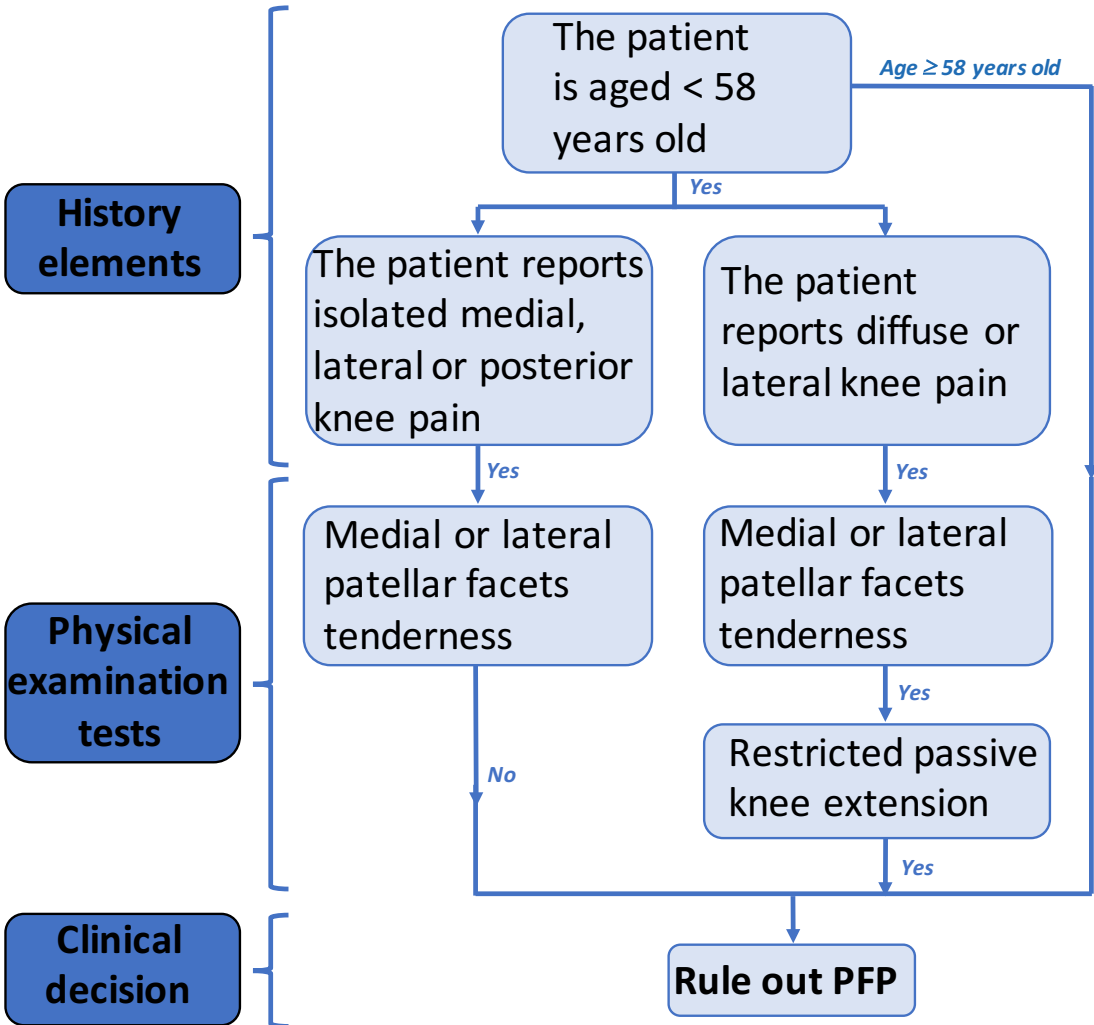 The patient
is aged < 58
years old
Age ≥ 58 years old
Yes
History
elements
The patient reports
isolated medial,
lateral or posterior
knee pain
The patient
reports diffuse or
lateral knee pain
Yes
Yes
Physical
examination
tests
Medial or lateral
patellar facets
tenderness
Medial or lateral
patellar facets
tenderness
Yes
No
Restricted passive
knee extension
Yes
Clinical
decision
Rule out PFP